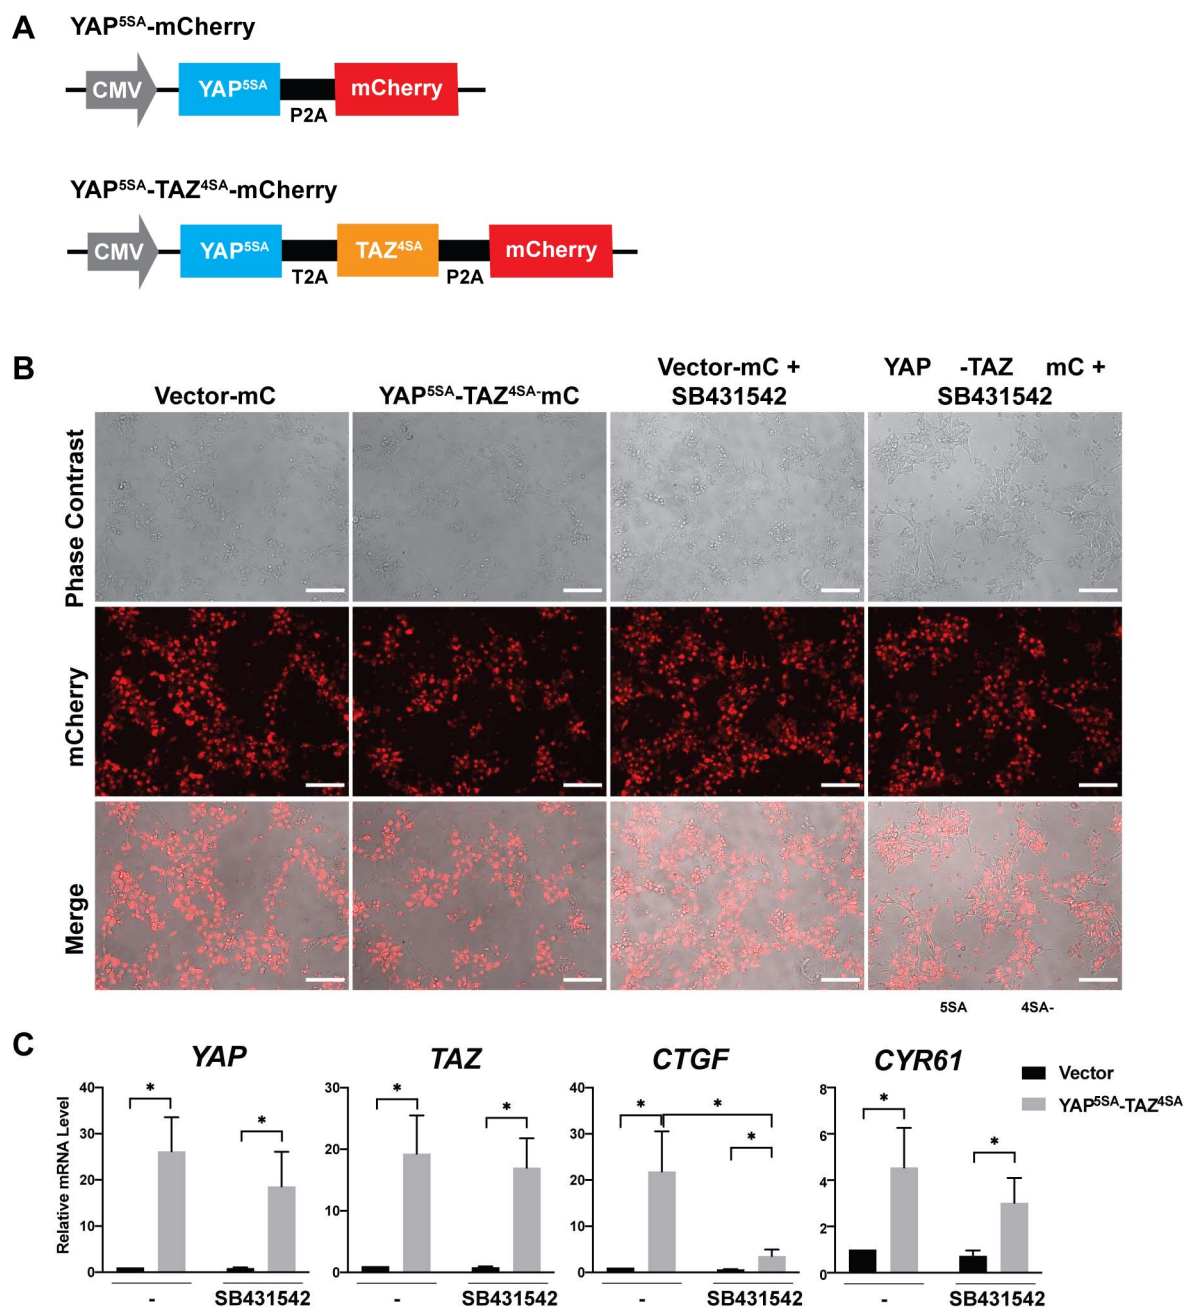 A
YAP5SA-mCherry
CMV YAP5SA mCherry
P2A
YAP5SA-TAZ4SA-mCherry
CMV YAP5SA TAZ4SA mCherry
T2A P2A
B
Vector-mC
YAP5SA-TAZ4SA-mC
Vector-mC +
SB431542
YAP -TAZ mC +
SB431542
Phase Contrast
mCherry
Merge
5SA 4SA-
C
YAP
TAZ
CTGF
CYR61
Vector
YAP5SA-TAZ4SA
Relative mRNA Level
40
30
20
10
0
* *
- SB431542
30
20
10
0
* *
- SB431542
40
30
20
10
0
* * *
- SB431542
8
6
4
2
0
* *
- SB431542